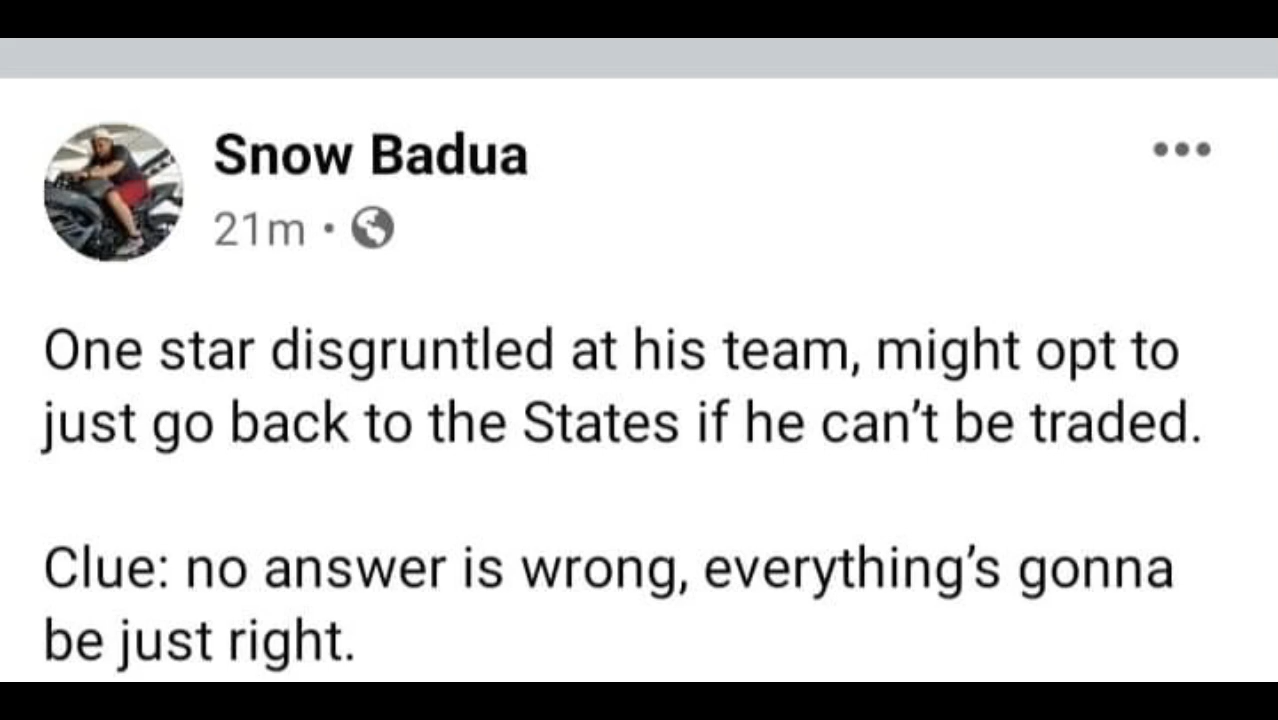 Snow Badua
21m •
One star disgruntled at his team, might opt to
just go back to the States if he can’t be traded.
Clue: no answer is wrong, everything’s gonna
be just right.